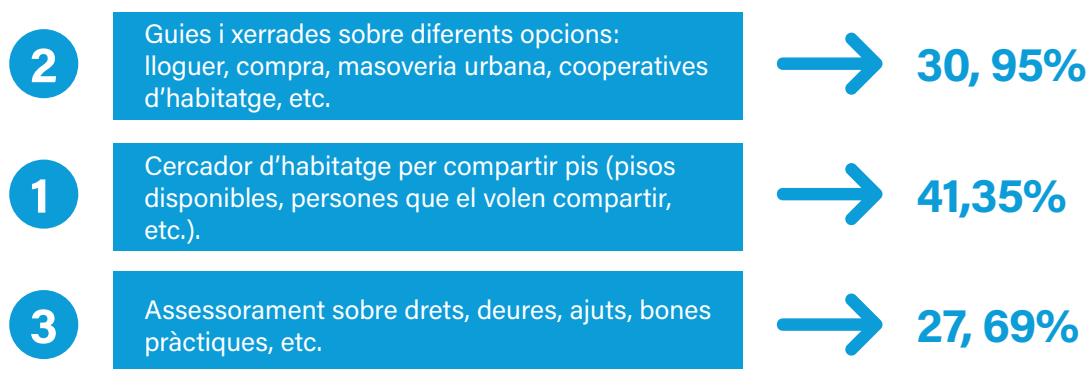 2
Guies i xerrades sobre diferents opcions:
lloguer, compra, masoveria urbana, cooperatives
d’habitatge, etc.
30, 95%
1
Cercador d’habitatge per compartir pis (pisos
disponibles, persones que el volen compartir,
etc.).
41,35%
3
Assessorament sobre drets, deures, ajuts, bones
pràctiques, etc.
27, 69%